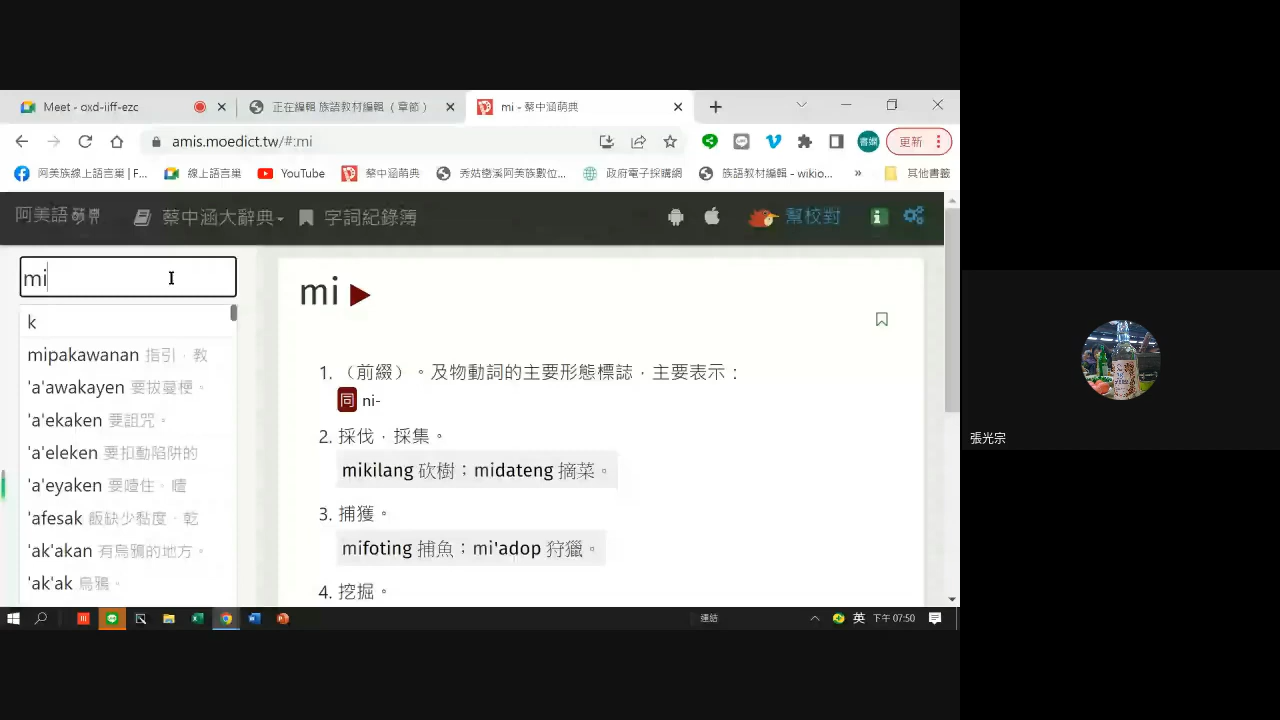 Meet - oxd-iiff-ezc
正在編輯 族語教材編輯 （章節）
mi - 蔡中涵萌典
amis.moedict.tw/#:mi
更新
阿美族線上語言巢 | F...
線上語言巢
YouTube
蔡中涵萌典
秀姑巒溪阿美族數位...
政府電子採購網
族語教材編輯 - wikio...
»
其他書籤
阿美語萌典
蔡中涵大辭典
字詞紀錄簿
幫校對
mi
k
mipakawanan 指引，教
'a'awakayen 要拔蔓梗。
'a'ekaken 要詛咒。
'a'eleken 要扣動陷阱的
'a'eyaken 要噎住。噎
'afesak 飯缺少黏度，乾
'ak'akan 有烏鴉的地方。
'ak'ak 烏鴉。
mi
1. （前綴）。及物動詞的主要形態標誌，主要表示：
同 ni-
2. 採伐，採集。
mikilang 砍樹；midateng 摘菜。
3. 捕獲。
mifoting 捕魚；mi'adop 狩獵。
4. 挖掘。
連結
英
下午 07:50
張光宗